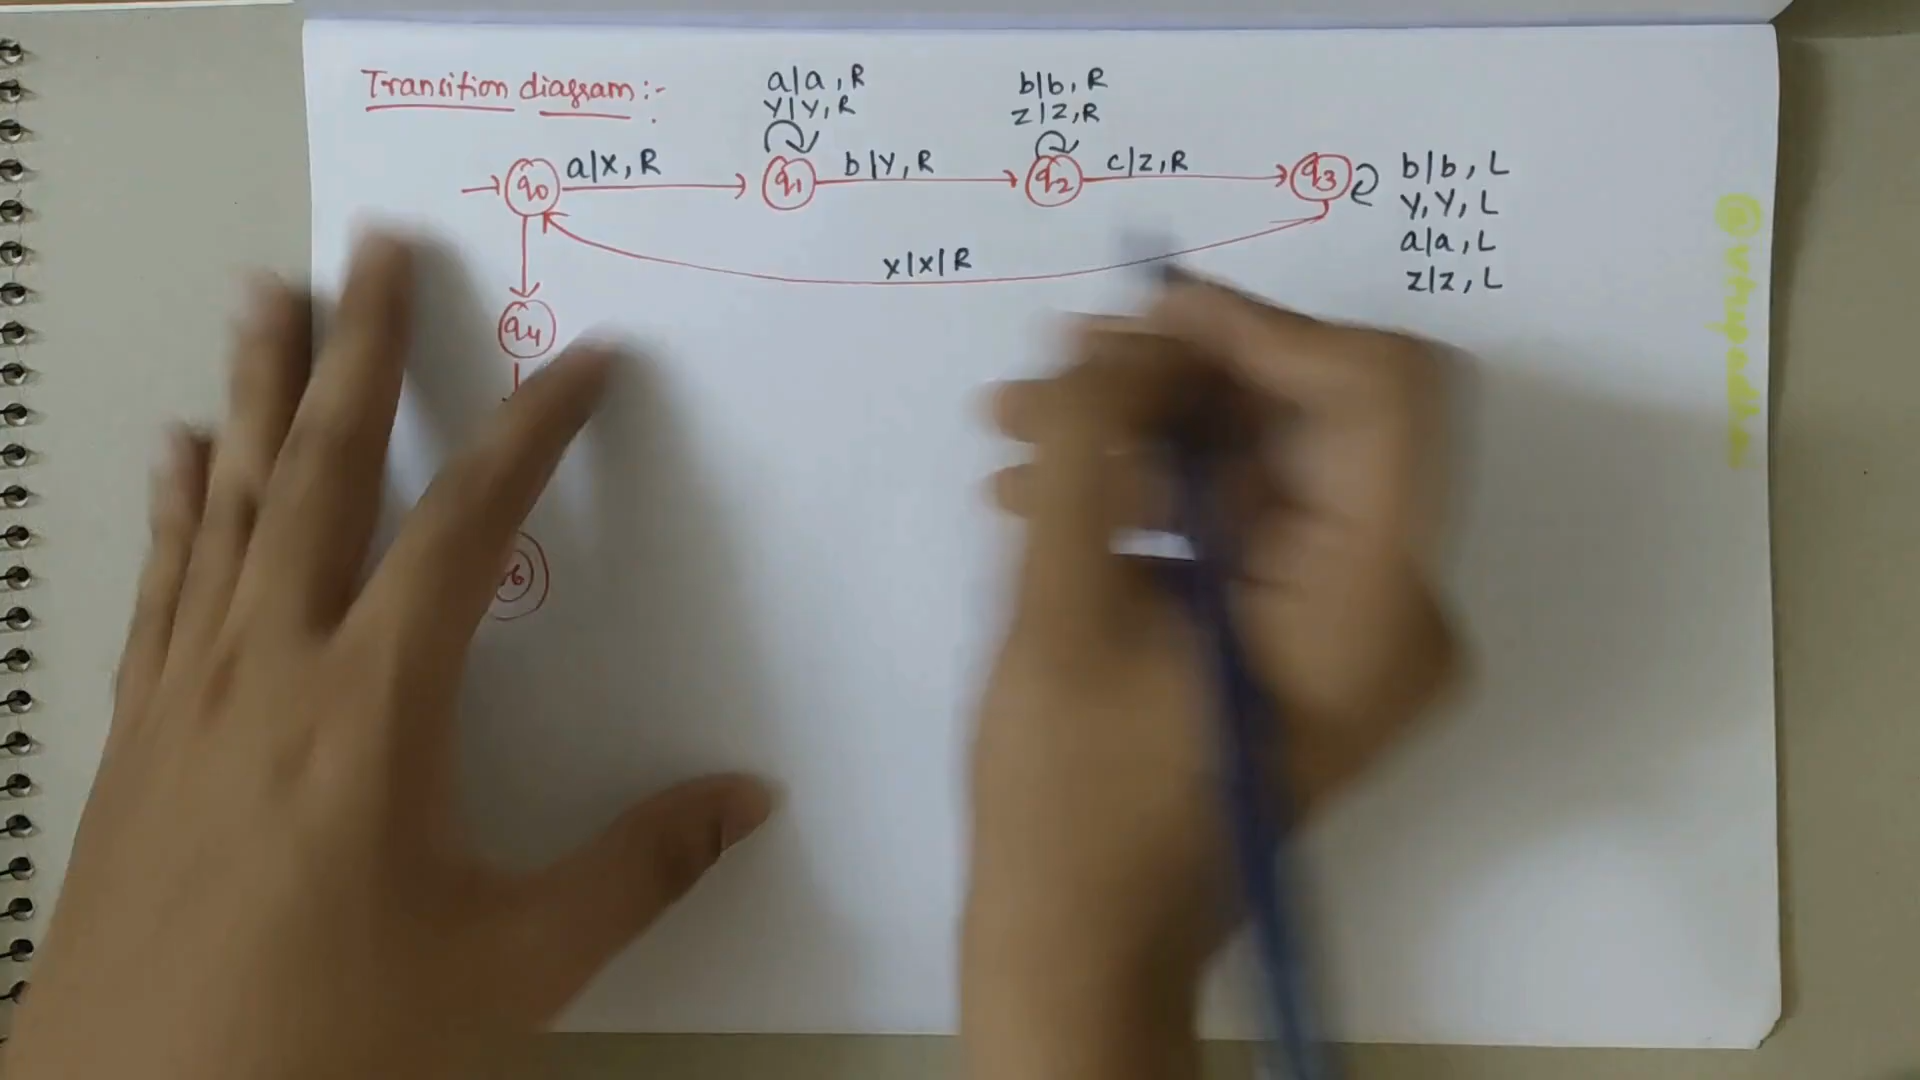 Transition diagram :-
a|a, R
y|y, R
b|b, R
z|z, R
q0
a|x, R
q1
b|y, R
q2
c|z, R
q3
b|b, L
y, y, L
a|a, L
z|z, L
x|x|R
q4